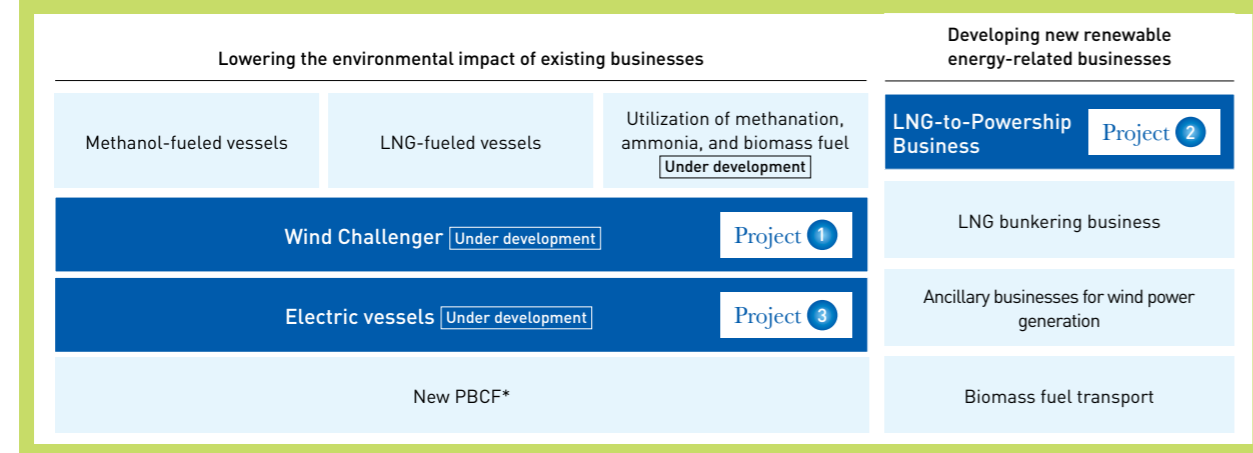 Lowering the environmental impact of existing businesses
Methanol-fueled vessels
LNG-fueled vessels
Utilization of methanation,
ammonia, and biomass fuel
Under development
Wind Challenger Under development
Project 1
Electric vessels Under development
Project 3
New PBCF*
Developing new renewable
energy-related businesses
LNG-to-Powership
Business
Project 2
LNG bunkering business
Ancillary businesses for wind power
generation
Biomass fuel transport